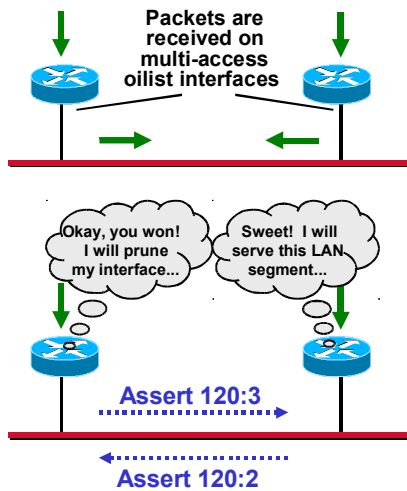 Packets are
received on
multi-access
oilist interfaces
Okay, you won!
I will prune
my interface...
Sweet! I will
serve this LAN
segment...
Assert 120:3
Assert 120:2